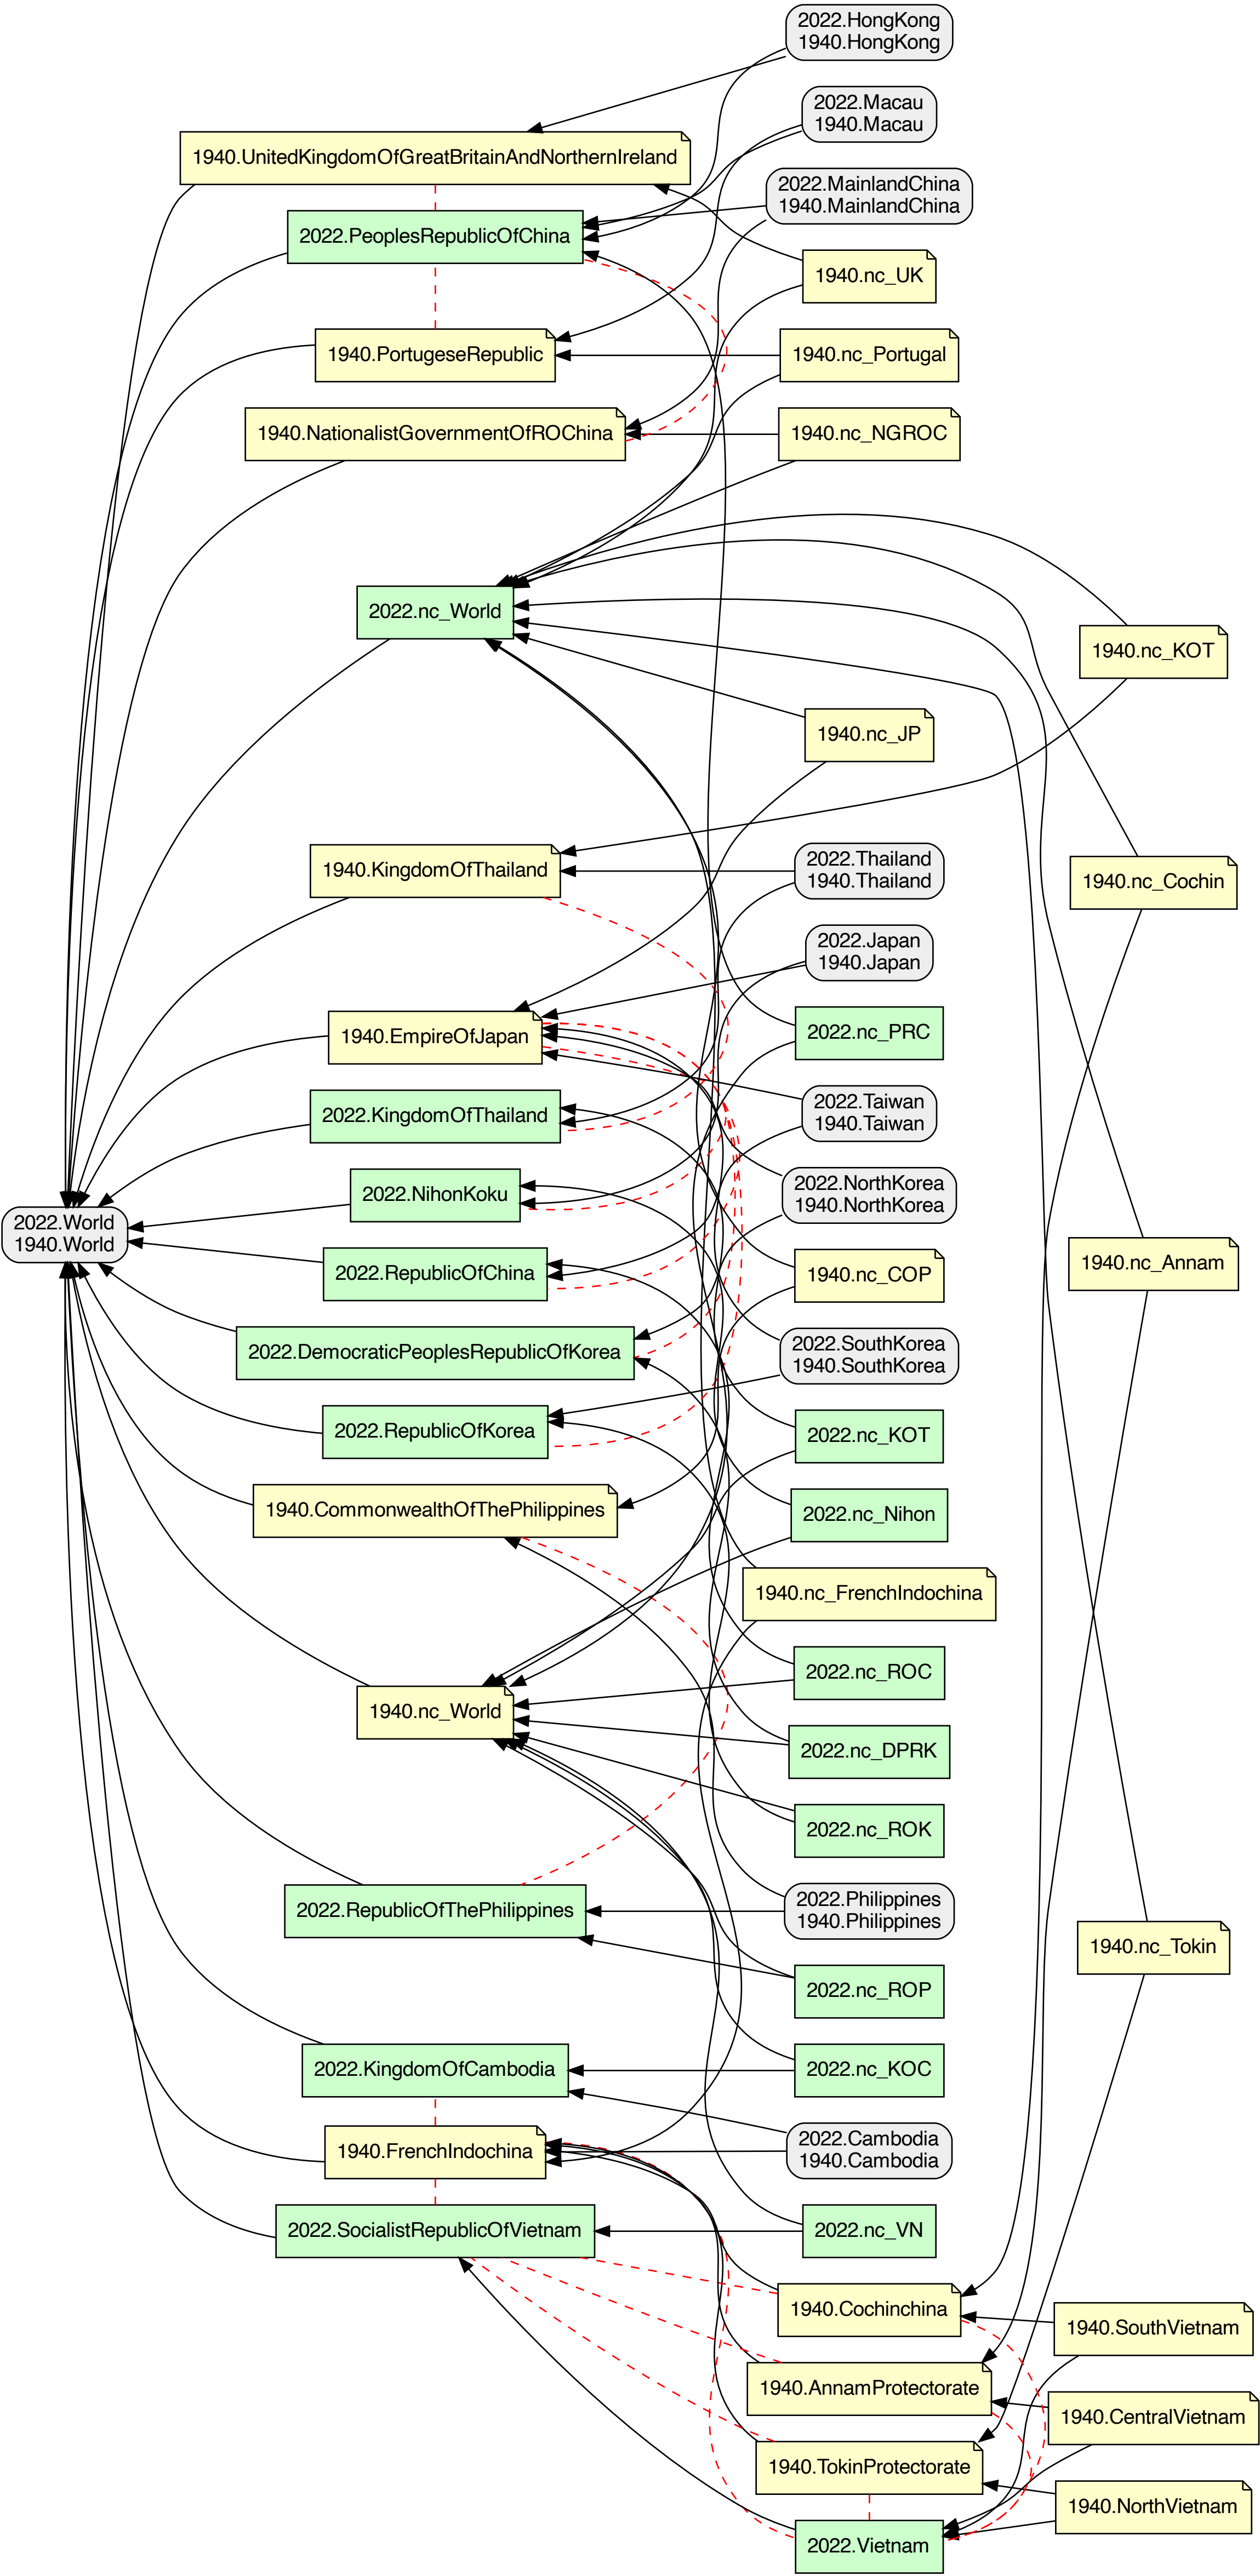 2022.HongKong
1940.HongKong
2022.Macau
1940.Macau
1940.UnitedKingdomOfGreatBritainAndNorthernIreland
2022.MainlandChina
1940.MainlandChina
2022.PeoplesRepublicOfChina
1940.nc_UK
1940.PortugeseRepublic
1940.nc_Portugal
1940.NationalistGovernmentOfROChina
1940.nc_NGROC
2022.nc_World
1940.nc_KOT
1940.nc_JP
1940.KingdomOfThailand
2022.Thailand
1940.Thailand
1940.nc_Cochin
2022.Japan
1940.Japan
1940.EmpireOfJapan
2022.nc_PRC
2022.KingdomOfThailand
2022.Taiwan
1940.Taiwan
2022.NihonKoku
2022.NorthKorea
1940.NorthKorea
2022.World
1940.World
2022.RepublicOfChina
1940.nc_COP
1940.nc_Annam
2022.DemocraticPeoplesRepublicOfKorea
2022.SouthKorea
1940.SouthKorea
2022.RepublicOfKorea
2022.nc_KOT
1940.CommonwealthOfThePhilippines
2022.nc_Nihon
1940.nc_FrenchIndochina
2022.nc_ROC
1940.nc_World
2022.nc_DPRK
2022.nc_ROK
2022.RepublicOfThePhilippines
2022.Philippines
1940.Philippines
1940.nc_Tokin
2022.nc_ROP
2022.KingdomOfCambodia
2022.nc_KOC
1940.FrenchIndochina
2022.Cambodia
1940.Cambodia
2022.SocialistRepublicOfVietnam
2022.nc_VN
1940.Cochinchina
1940.SouthVietnam
1940.AnnamProtectorate
1940.CentralVietnam
1940.TokinProtectorate
1940.NorthVietnam
2022.Vietnam